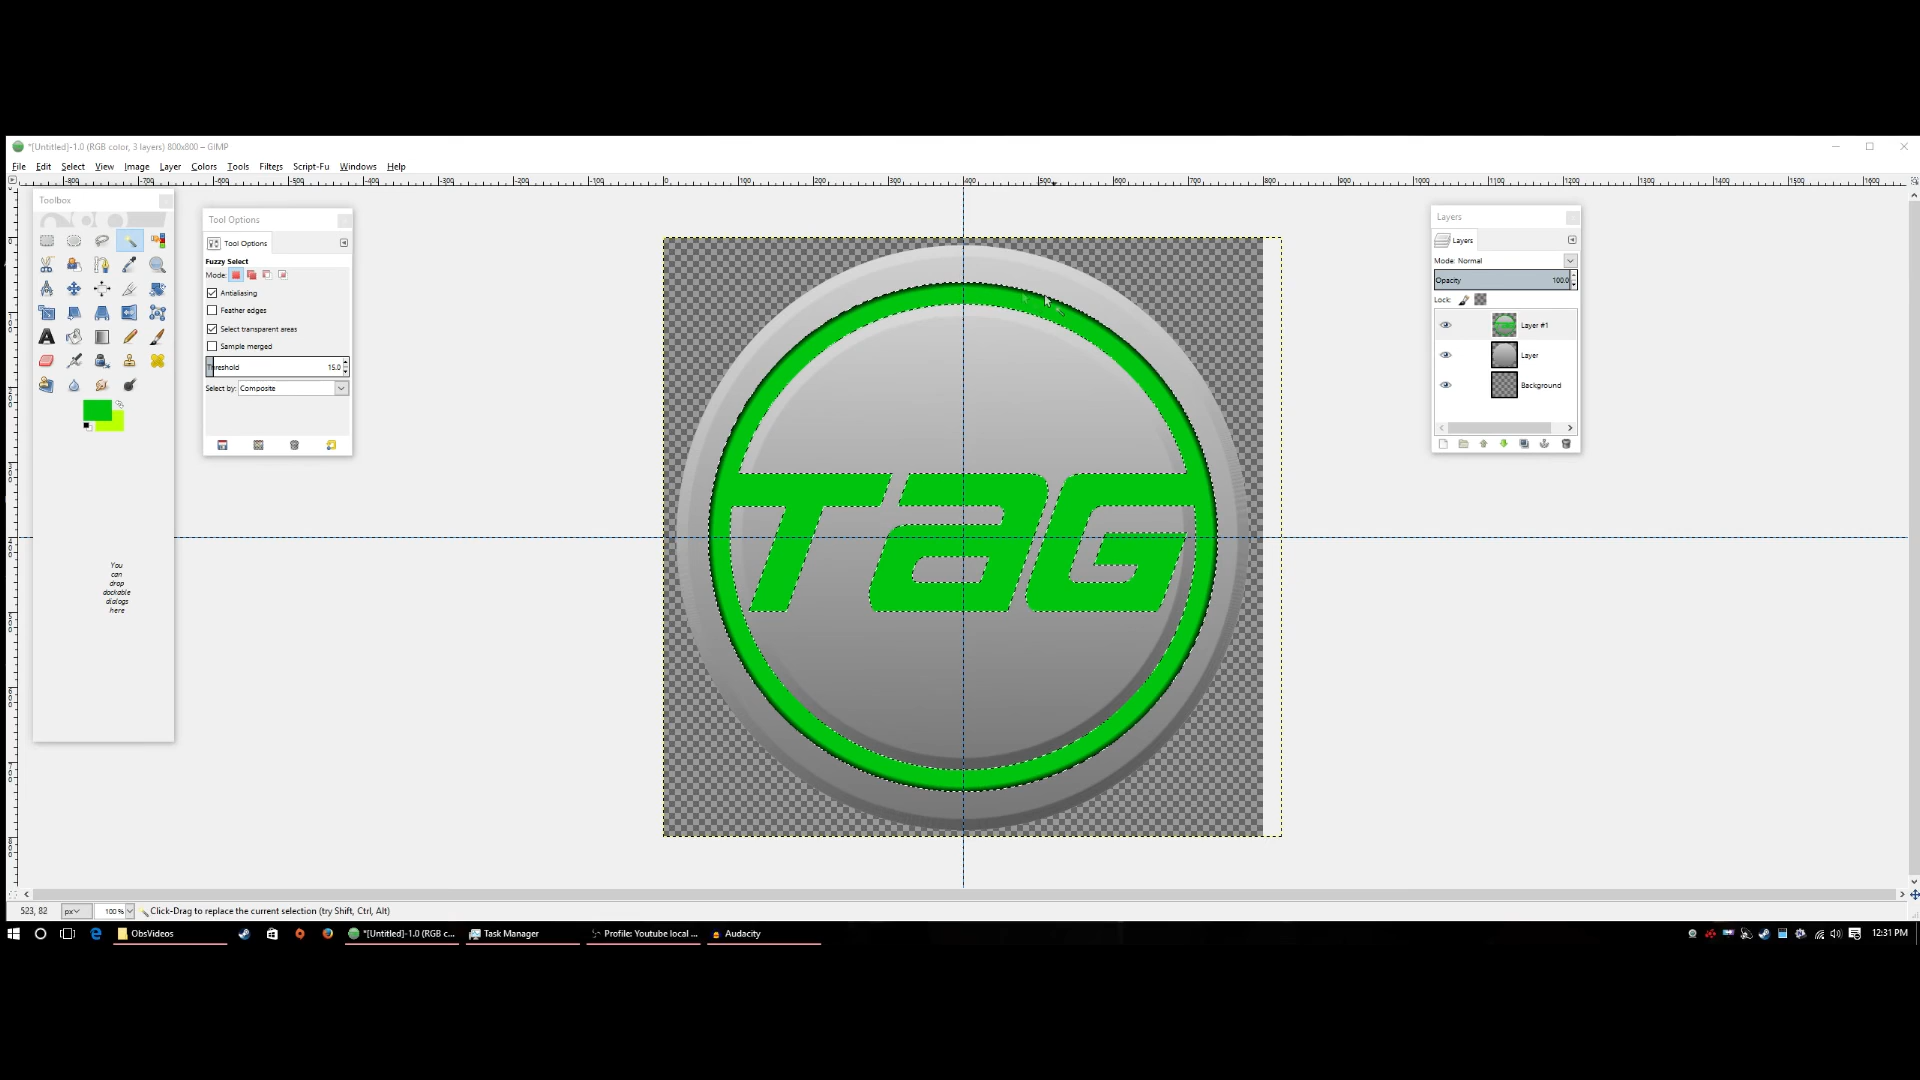 *[Untitled]-1.0 (RGB color, 3 layers) 800x800 – GIMP
File Edit Select View Image Layer Colors Tools Filters Script-Fu Windows Help
Toolbox
Tool Options
Tool Options
Fuzzy Select
Mode:
Antialiasing
Feather edges
Select transparent areas
Sample merged
Threshold 15.0
Select by: Composite
You
can
drop
dockable
dialogs
here
TaG
Layers
Layers
Mode: Normal
Opacity 100.0
Lock:
Layer #1
Layer
Background
523, 82 px 100 % Click-Drag to replace the current selection (try Shift, Ctrl, Alt)
ObsVideos *[Untitled]-1.0 (RGB c... Task Manager Profile: Youtube local ... Audacity 12:31 PM